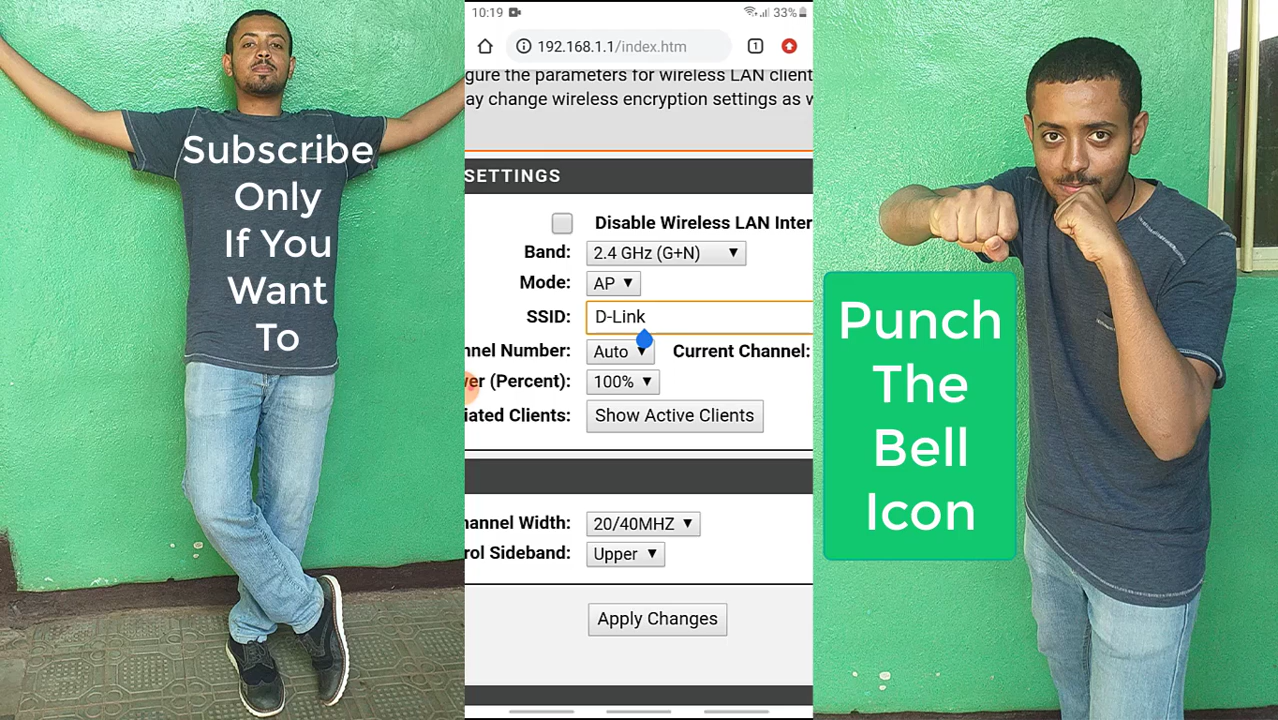 Subscribe
Only
If You
Want
To
10:19
33%
192.168.1.1/index.htm
1
gure the parameters for wireless LAN client
ay change wireless encryption settings as w
SETTINGS
Disable Wireless LAN Inter
Band: 2.4 GHz (G+N)
Mode: AP
SSID: D-Link
nnel Number: Auto Current Channel:
er (Percent): 100%
iated Clients: Show Active Clients
hannel Width: 20/40MHZ
rol Sideband: Upper
Apply Changes
Punch
The
Bell
Icon